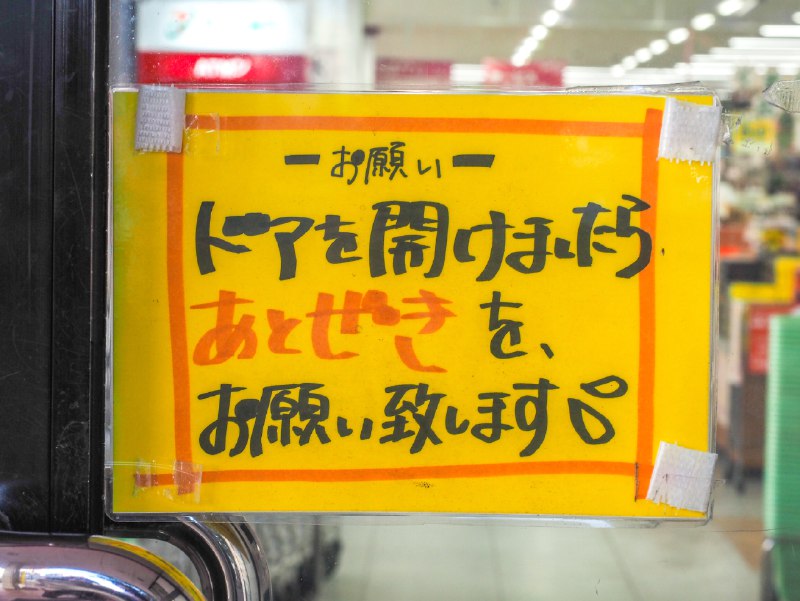 ーお願いー
ドアを開けましたら
あとぜきを、
お願い致します!